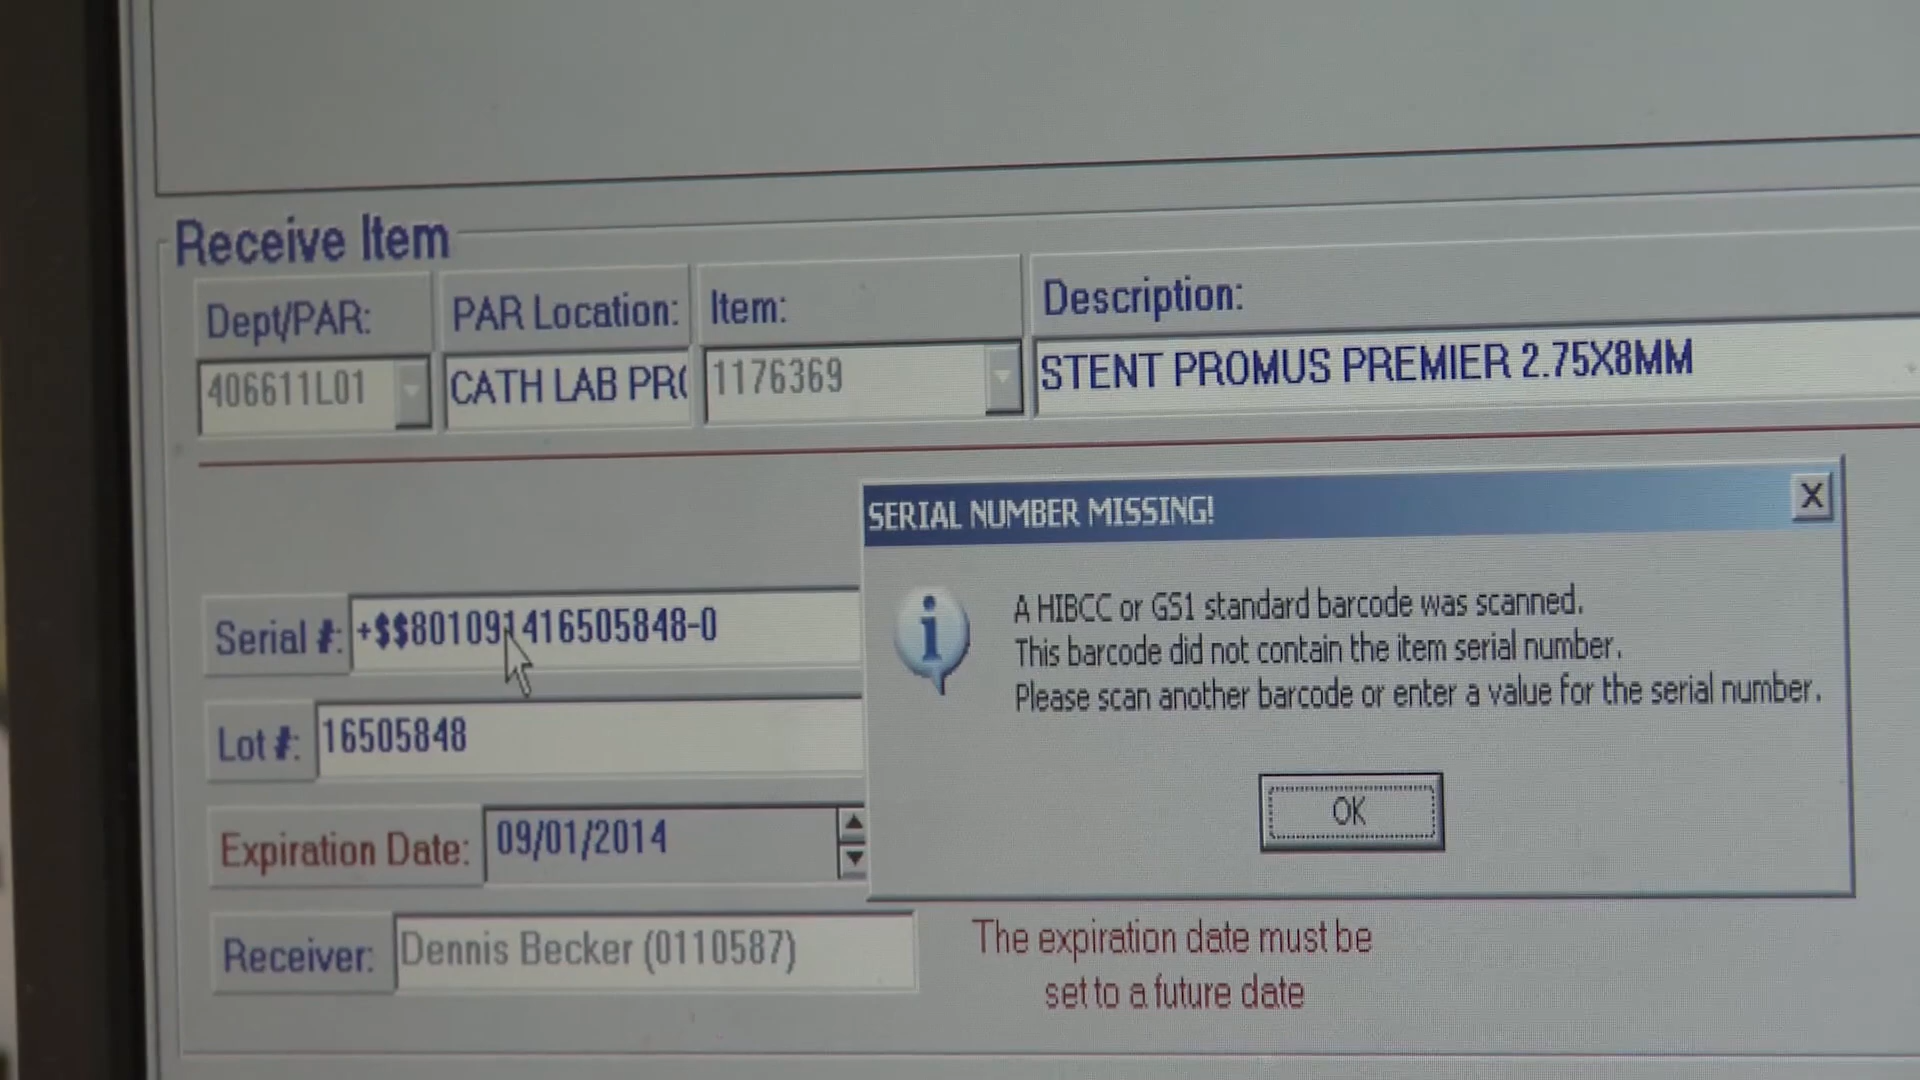 Receive Item
Dept/PAR: PAR Location: Item: Description:
406611L01 CATH LAB PRO 1176369 STENT PROMUS PREMIER 2.75X8MM
SERIAL NUMBER MISSING!
A HIBCC or GS1 standard barcode was scanned.
This barcode did not contain the item serial number.
Please scan another barcode or enter a value for the serial number.
OK
Serial #: +$$801091416505848-0
Lot #: 16505848
Expiration Date: 09/01/2014
Receiver: Dennis Becker (0110587)
The expiration date must be
set to a future date